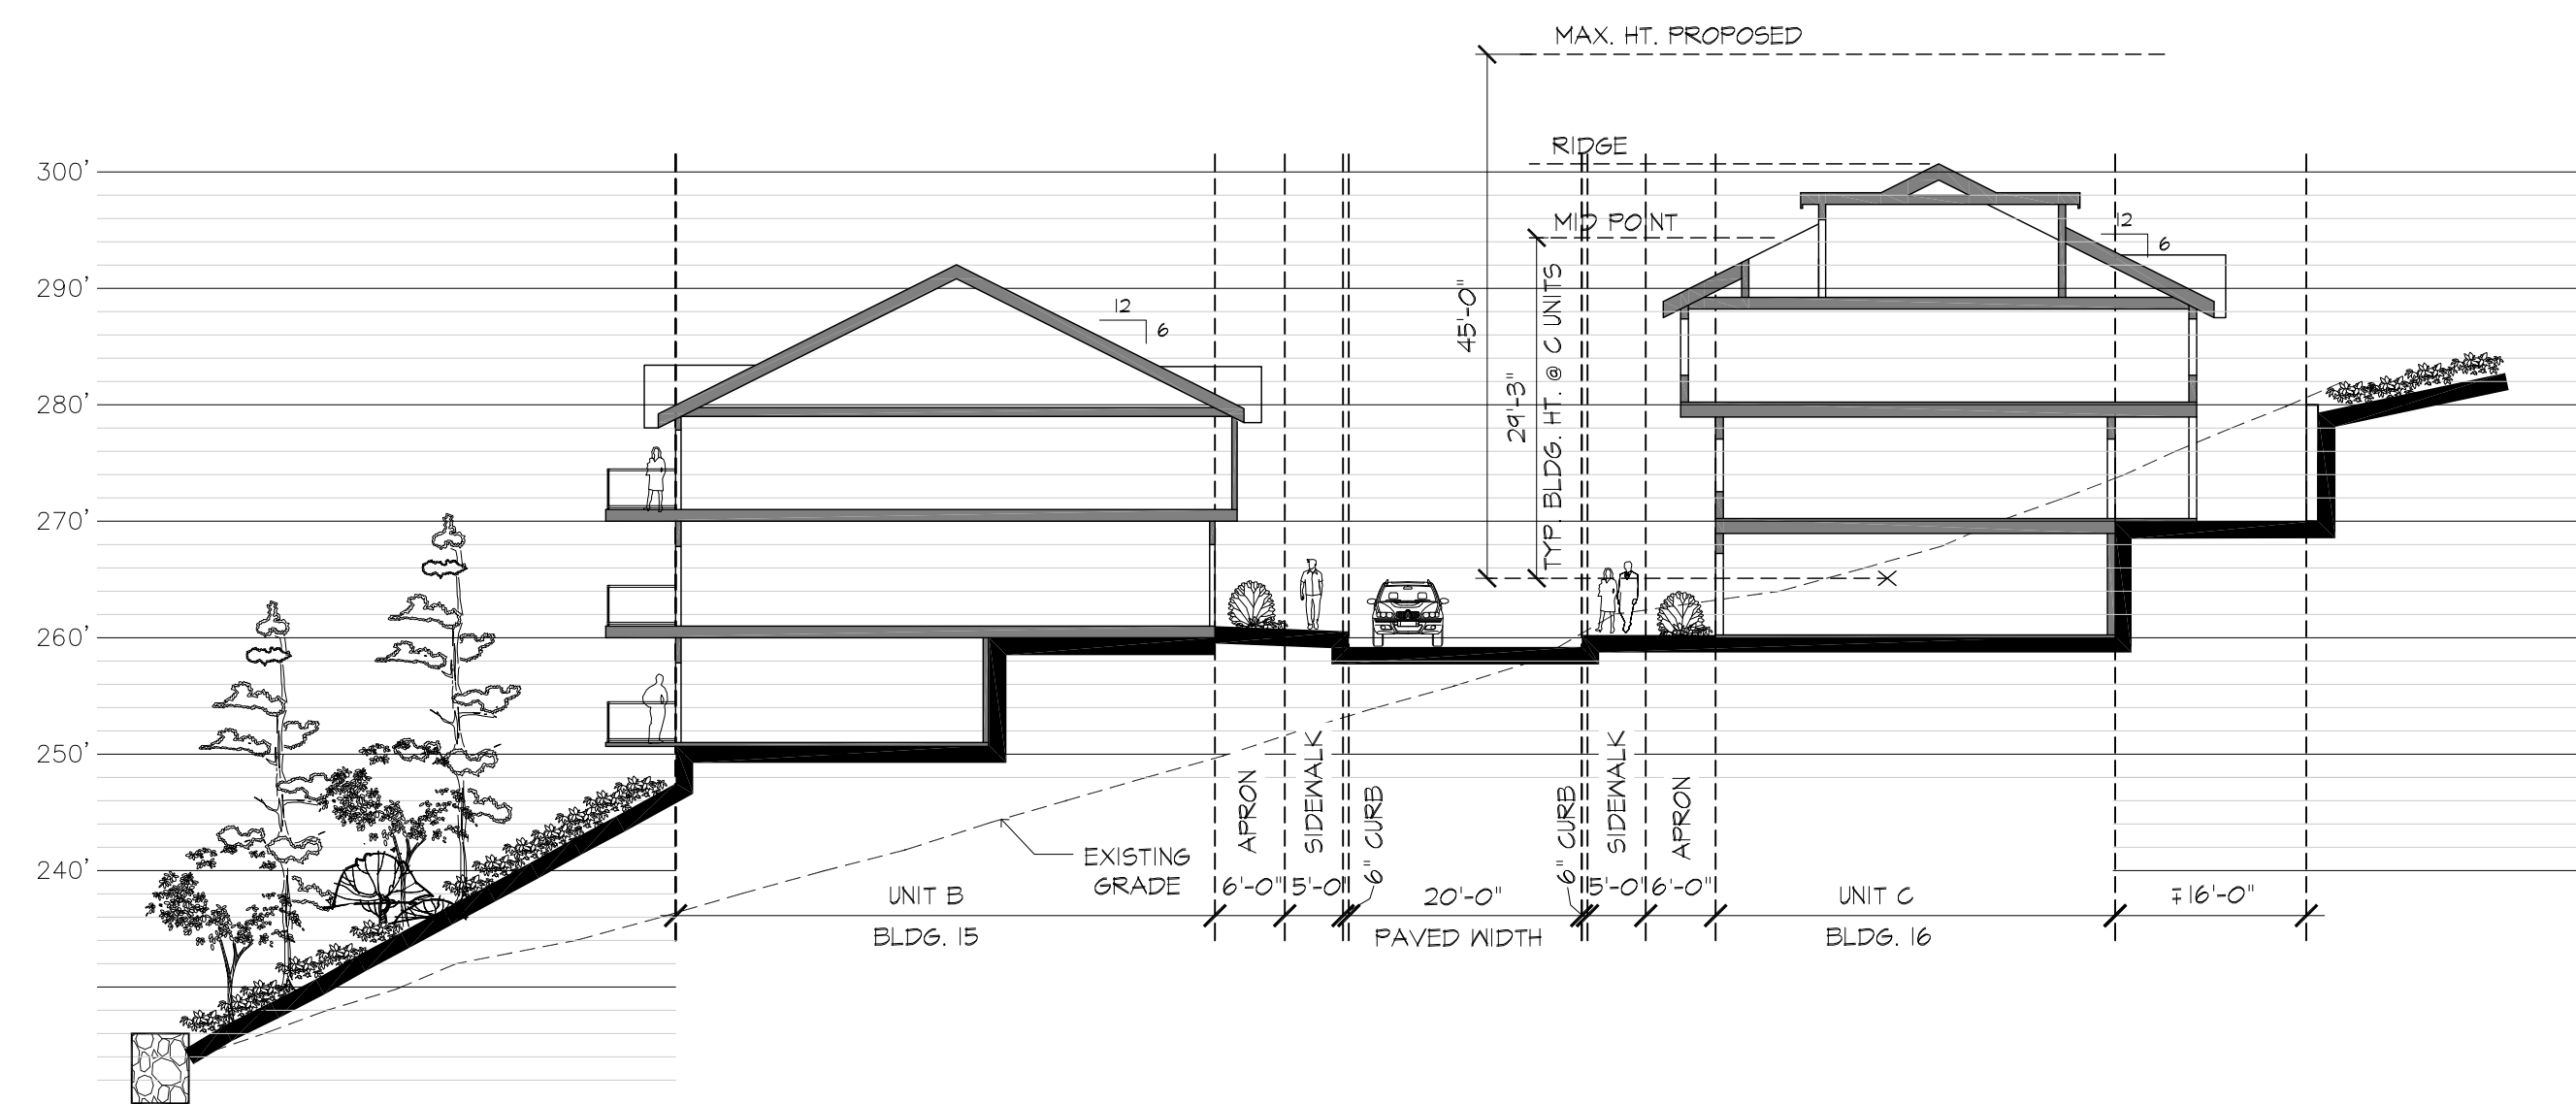 MAX. HT. PROPOSED
RIDGE
300'
MID POINT
12
6
290'
12
6
45'-0"
29'-3"
TYP. BLDG. HT. @ C UNITS
280'
270'
260'
250'
240'
EXISTING
GRADE
APRON
SIDEWALK
6" CURB
6" CURB
SIDEWALK
APRON
UNIT B
6'-0"
5'-0"
20'-0"
5'-0"
6'-0"
UNIT C
∓16'-0"
BLDG. 15
PAVED WIDTH
BLDG. 16